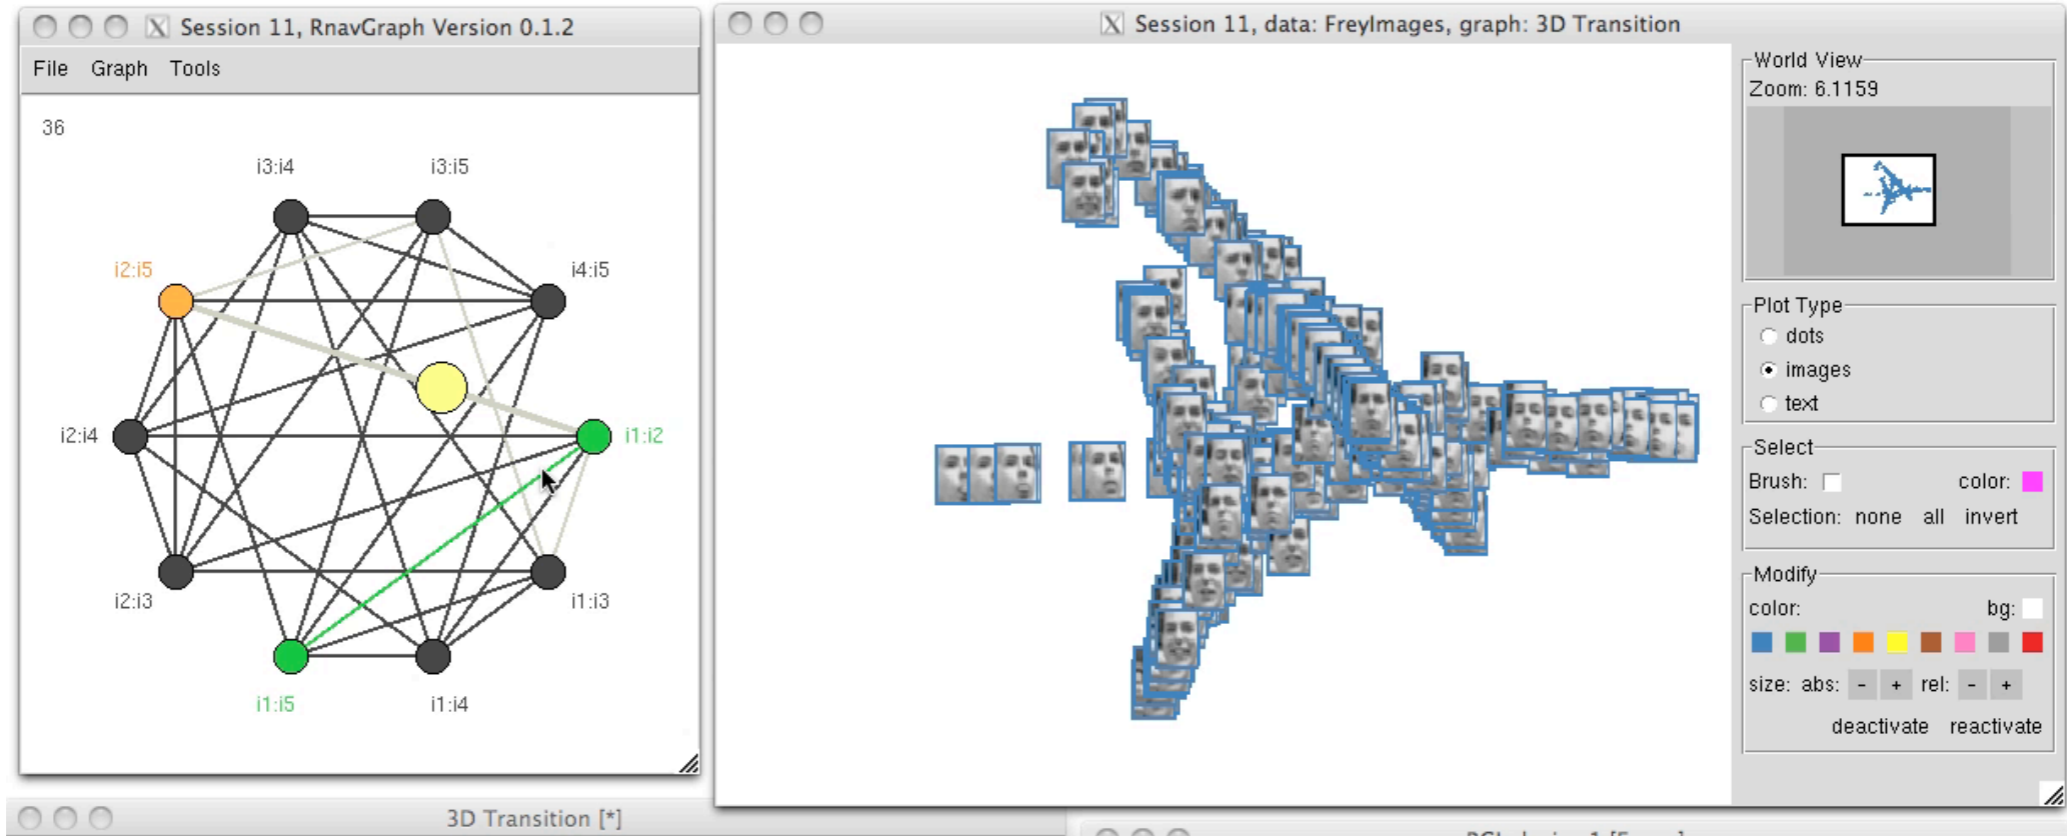 Session 11, RnavGraph Version 0.1.2
File Graph Tools
36
i3:i4 i3:i5
i2:i5 i4:i5
i2:i4 i1:i2
i2:i3 i1:i3
i1:i5 i1:i4
3D Transition [*]
Session 11, data: FreyImages, graph: 3D Transition
World View
Zoom: 6.1159
Plot Type
dots
images
text
Select
Brush: color:
Selection: none all invert
Modify
color: bg:
size: abs: - + rel: - +
deactivate reactivate